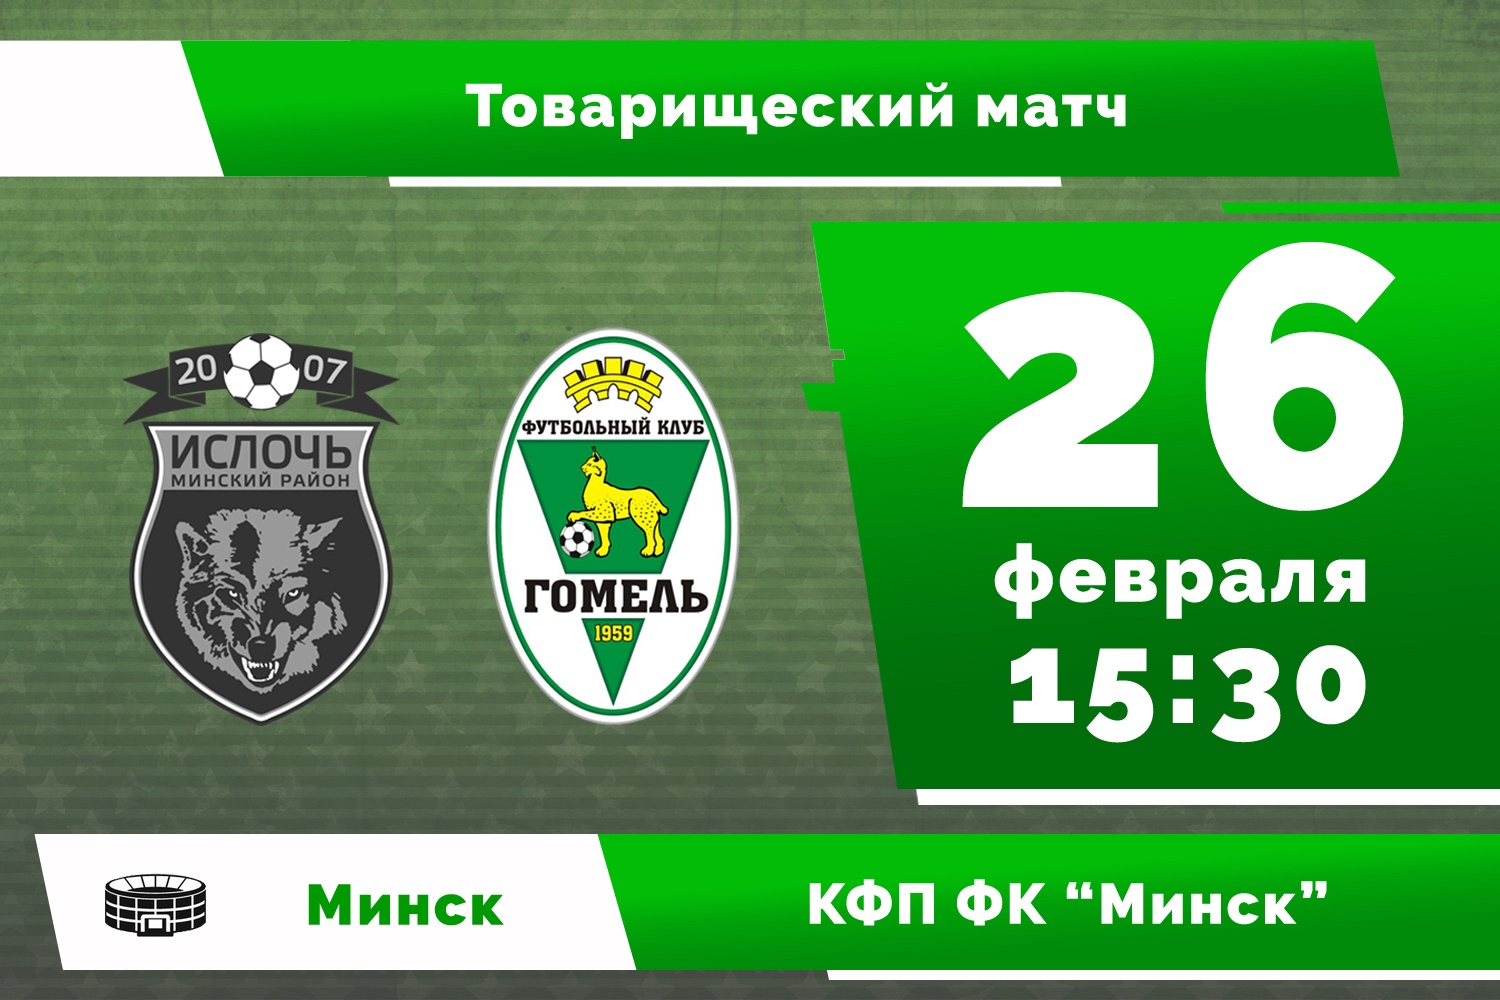 Товарищеский матч
20 07
ИСЛОЧЬ
МИНСКИЙ РАЙОН
ФУТБОЛЬНЫЙ КЛУБ
ГОМЕЛЬ
1959
26
февраля
15:30
Минск
КФП ФК “Минск”